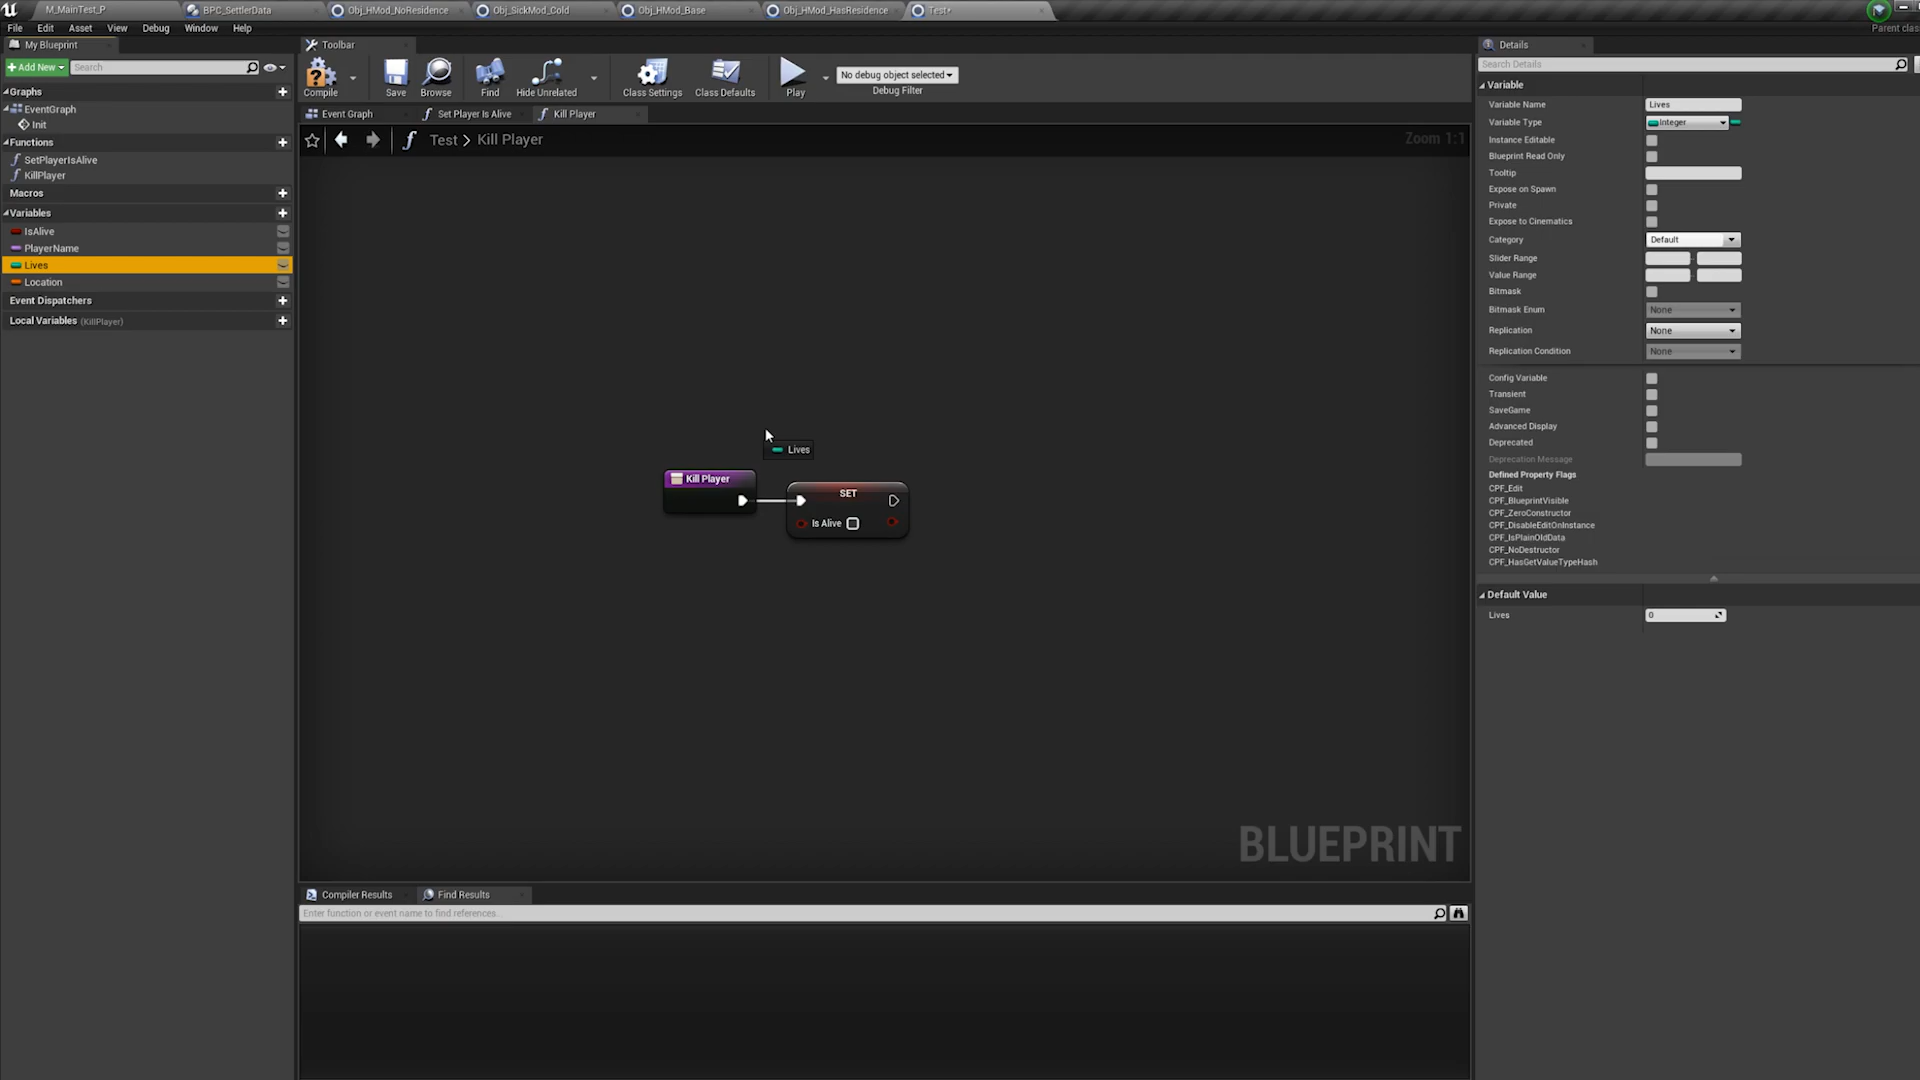 M_MainTest_P
BPC_SettlerData
Obj_HMod_NoResidence
Obj_SickMod_Cold
Obj_HMod_Base
Obj_HMod_HasResidence
Test*
File Edit Asset View Debug Window Help
Parent clas
My Blueprint
Toolbar
Details
Add New
Search
Compile
Save
Browse
Find
Hide Unrelated
Class Settings
Class Defaults
Play
No debug object selected
Debug Filter
Search Details
Graphs
EventGraph
Init
Functions
SetPlayerIsAlive
KillPlayer
Macros
Variables
IsAlive
PlayerName
Lives
Location
Event Dispatchers
Local Variables (KillPlayer)
Event Graph
Set Player Is Alive
Kill Player
Test > Kill Player
Zoom 1:1
Lives
Kill Player
SET
Is Alive
BLUEPRINT
Compiler Results
Find Results
Enter function or event name to find references...
Variable
Variable Name Lives
Variable Type Integer
Instance Editable
Blueprint Read Only
Tooltip
Expose on Spawn
Private
Expose to Cinematics
Category Default
Slider Range
Value Range
Bitmask
Bitmask Enum None
Replication None
Replication Condition None
Config Variable
Transient
SaveGame
Advanced Display
Deprecated
Deprecation Message
Defined Property Flags
CPF_Edit
CPF_BlueprintVisible
CPF_ZeroConstructor
CPF_DisableEditOnInstance
CPF_IsPlainOldData
CPF_NoDestructor
CPF_HasGetValueTypeHash
Default Value
Lives 0